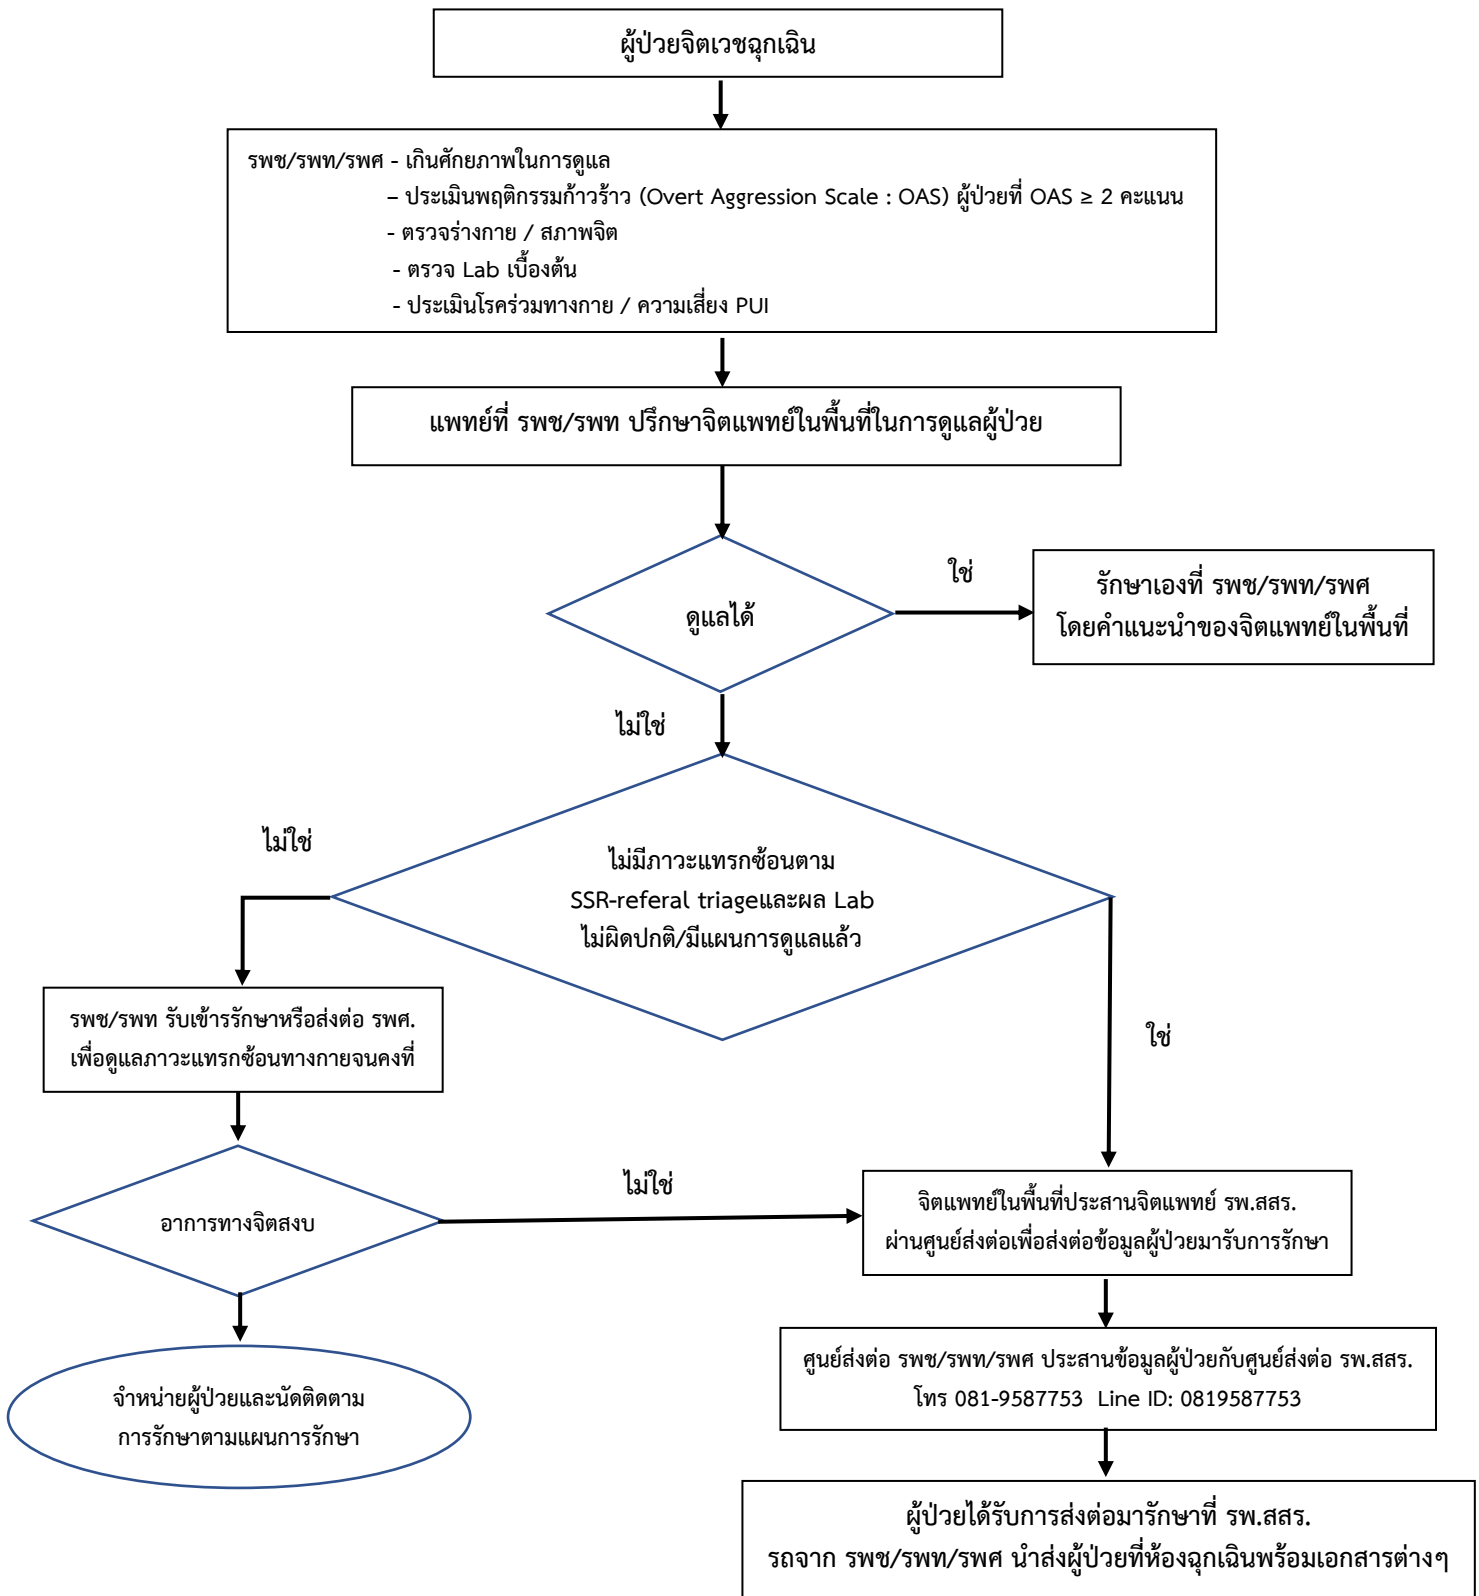 ผู้ป่วยจิตเวชฉุกเฉิน
รพช/รพท/รพศ - เกินศักยภาพในการดูแล
– ประเมินพฤติกรรมก้าวร้าว (Overt Aggression Scale : OAS) ผู้ป่วยที่ OAS ≥ 2 คะแนน
- ตรวจร่างกาย / สภาพจิต
- ตรวจ Lab เบื้องต้น
- ประเมินโรคร่วมทางกาย / ความเสี่ยง PUI
แพทย์ที่ รพช/รพท ปรึกษาจิตแพทย์ในพื้นที่ในการดูแลผู้ป่วย
ดูแลได้
ใช่
รักษาเองที่ รพช/รพท/รพศ
โดยคำแนะนำของจิตแพทย์ในพื้นที่
ไม่ใช่
ไม่ใช่
ไม่มีภาวะแทรกซ้อนตาม
SSR-referal triageและผล Lab
ไม่ผิดปกติ/มีแผนการดูแลแล้ว
ใช่
รพช/รพท รับเข้ารรักษาหรือส่งต่อ รพศ.
เพื่อดูแลภาวะแทรกซ้อนทางกายจนคงที่
อาการทางจิตสงบ
ไม่ใช่
จิตแพทย์ในพื้นที่ประสานจิตแพทย์ รพ.สสร.
ผ่านศูนย์ส่งต่อเพื่อส่งต่อข้อมูลผู้ป่วยมารับการรักษา
ศูนย์ส่งต่อ รพช/รพท/รพศ ประสานข้อมูลผู้ป่วยกับศูนย์ส่งต่อ รพ.สสร.
โทร 081-9587753 Line ID: 0819587753
จำหน่ายผู้ป่วยและนัดติดตาม
การรักษาตามแผนการรักษา
ผู้ป่วยได้รับการส่งต่อมารักษาที่ รพ.สสร.
รถจาก รพช/รพท/รพศ นำส่งผู้ป่วยที่ห้องฉุกเฉินพร้อมเอกสารต่างๆ